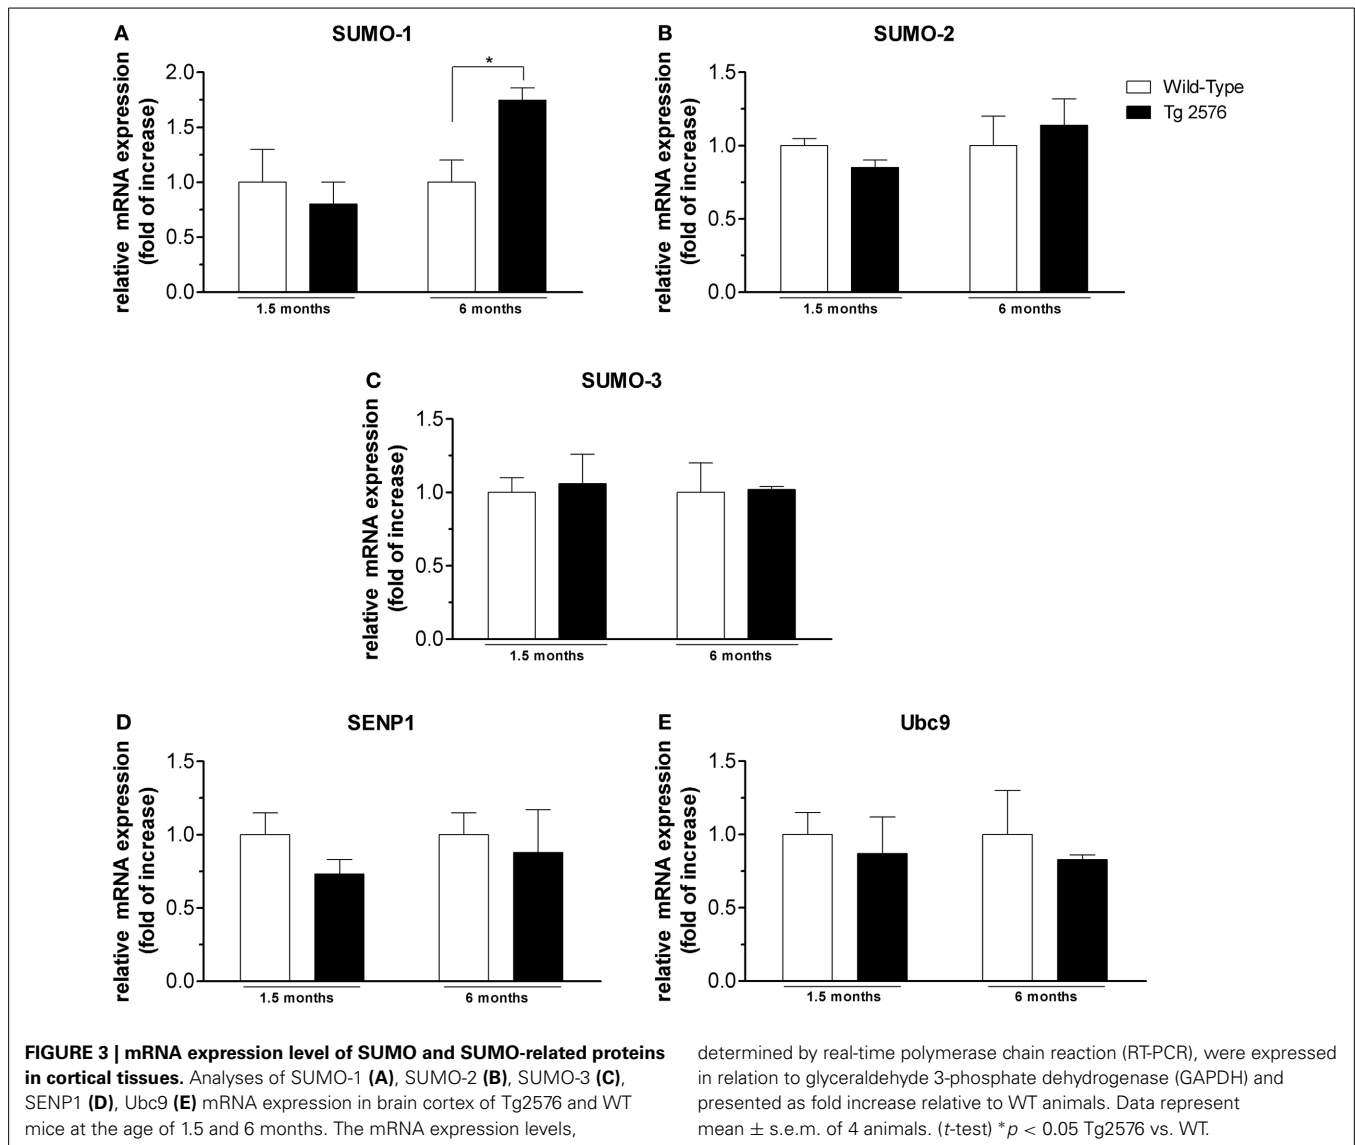 A
SUMO-1
relative mRNA expression
(fold of increase)
2.0
1.5
1.0
0.5
0.0
*
1.5 months
6 months
B
SUMO-2
relative mRNA expression
(fold of increase)
1.5
1.0
0.5
0.0
1.5 months
6 months
Wild-Type
Tg 2576
C
SUMO-3
relative mRNA expression
(fold of increase)
1.5
1.0
0.5
0.0
1.5 months
6 months
D
SENP1
relative mRNA expression
(fold of increase)
1.5
1.0
0.5
0.0
1.5 months
6 months
E
Ubc9
relative mRNA expression
(fold of increase)
1.5
1.0
0.5
0.0
1.5 months
6 months
FIGURE 3 | mRNA expression level of SUMO and SUMO-related proteins
in cortical tissues. Analyses of SUMO-1 (A), SUMO-2 (B), SUMO-3 (C),
SENP1 (D), Ubc9 (E) mRNA expression in brain cortex of Tg2576 and WT
mice at the age of 1.5 and 6 months. The mRNA expression levels,
determined by real-time polymerase chain reaction (RT-PCR), were expressed
in relation to glyceraldehyde 3-phosphate dehydrogenase (GAPDH) and
presented as fold increase relative to WT animals. Data represent
mean ± s.e.m. of 4 animals. (t-test) *p < 0.05 Tg2576 vs. WT.